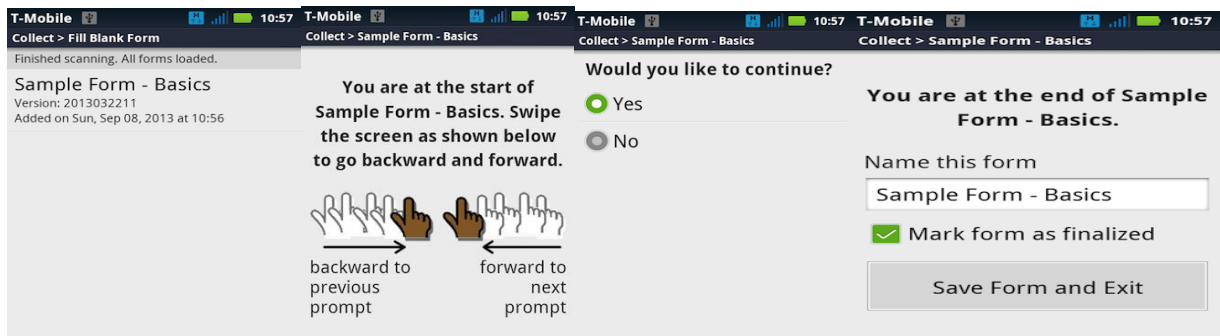 T-Mobile 10:57
Collect > Fill Blank Form
Finished scanning. All forms loaded.
Sample Form - Basics
Version: 2013032211
Added on Sun, Sep 08, 2013 at 10:56
T-Mobile 10:57
Collect > Sample Form - Basics
You are at the start of
Sample Form - Basics. Swipe
the screen as shown below
to go backward and forward.
backward to
previous
prompt
forward to
next
prompt
T-Mobile 10:57
Collect > Sample Form - Basics
Would you like to continue?
Yes
No
T-Mobile 10:57
Collect > Sample Form - Basics
You are at the end of Sample
Form - Basics.
Name this form
Sample Form - Basics
Mark form as finalized
Save Form and Exit